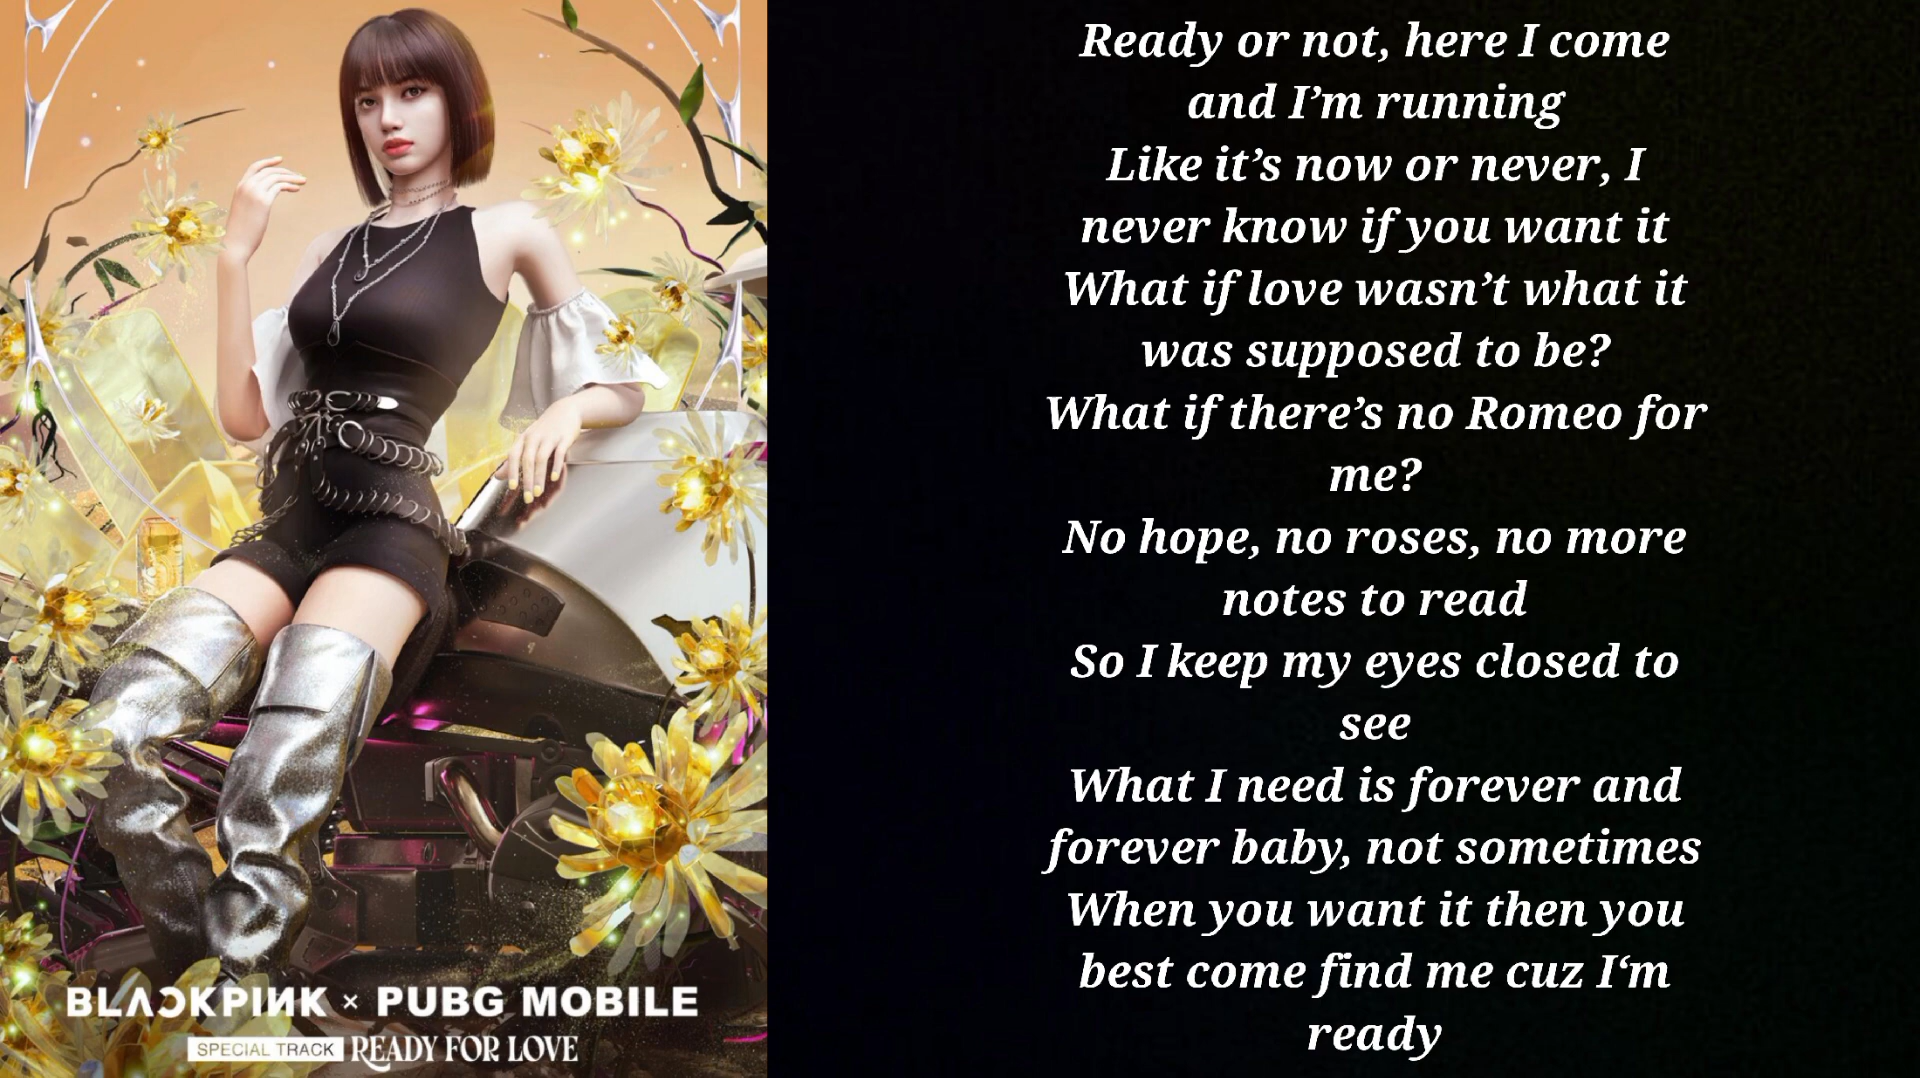 BLACKPINK × PUBG MOBILE
SPECIAL TRACK READY FOR LOVE
Ready or not, here I come
and I’m running
Like it’s now or never, I
never know if you want it
What if love wasn’t what it
was supposed to be?
What if there’s no Romeo for
me?
No hope, no roses, no more
notes to read
So I keep my eyes closed to
see
What I need is forever and
forever baby, not sometimes
When you want it then you
best come find me cuz I‘m
ready